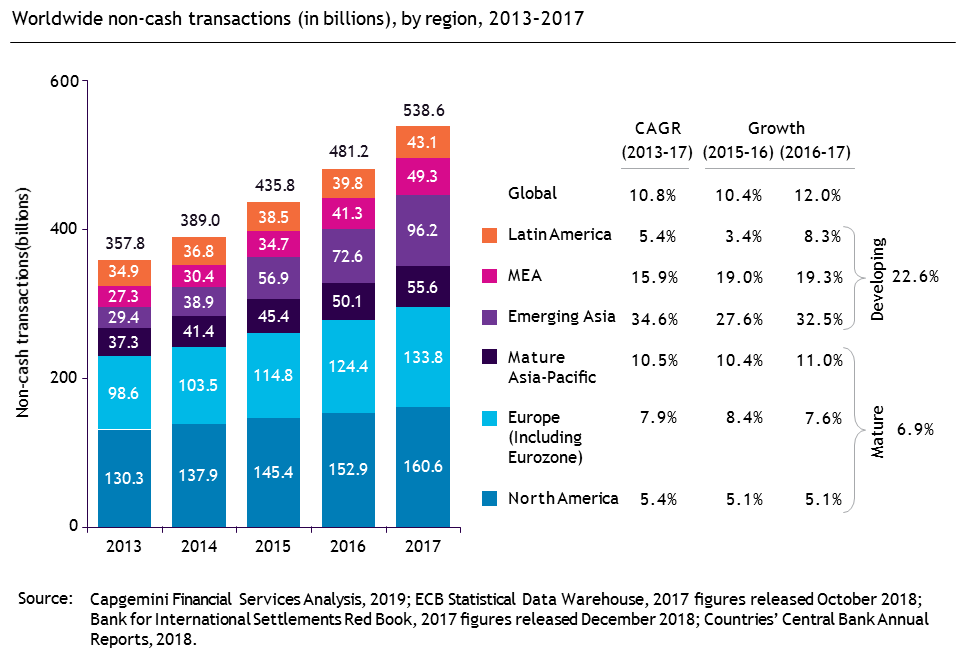 Worldwide non-cash transactions (in billions), by region, 2013–2017
Non-cash transactions(billions)
600
400
200
0
357.8
34.9
27.3
29.4
37.3
98.6
130.3
2013
389.0
36.8
30.4
38.9
41.4
103.5
137.9
2014
435.8
38.5
34.7
56.9
45.4
114.8
145.4
2015
481.2
39.8
41.3
72.6
50.1
124.4
152.9
2016
538.6
43.1
49.3
96.2
55.6
133.8
160.6
2017
CAGR Growth
(2013-17) (2015-16) (2016-17)
Global 10.8% 10.4% 12.0%
Latin America 5.4% 3.4% 8.3%
MEA 15.9% 19.0% 19.3%
Emerging Asia 34.6% 27.6% 32.5%
Developing 22.6%
Mature 10.5% 10.4% 11.0%
Asia-Pacific
Europe 7.9% 8.4% 7.6%
(Including
Eurozone)
North America 5.4% 5.1% 5.1%
Mature 6.9%
Source: Capgemini Financial Services Analysis, 2019; ECB Statistical Data Warehouse, 2017 figures released October 2018;
Bank for International Settlements Red Book, 2017 figures released December 2018; Countries’ Central Bank Annual
Reports, 2018.